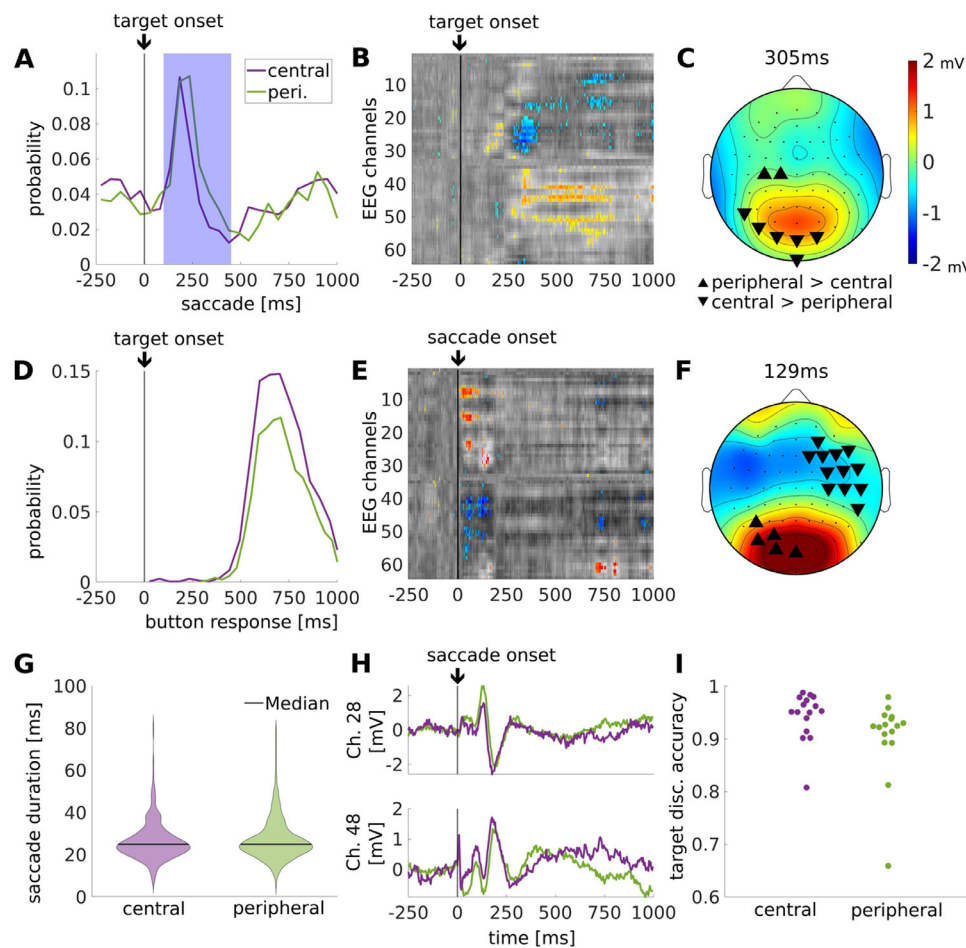 target onset
A
central
peri.
probability
0.1
0.08
0.06
0.04
0.02
0
-250 0 250 500 750 1000
saccade [ms]
target onset
B
EEG channels
10
20
30
40
50
60
-250 0 250 500 750 1000
C
305ms
2 mV
1
0
-1
-2 mV
▲peripheral > central
▼central > peripheral
target onset
D
probability
0.15
0.1
0.05
0
-250 0 250 500 750 1000
button response [ms]
saccade onset
E
EEG channels
10
20
30
40
50
60
-250 0 250 500 750 1000
F
129ms
G
Median
saccade duration [ms]
100
80
60
40
20
0
central peripheral
H
saccade onset
Ch. 28
[mV]
2
0
-2
Ch. 48
[mV]
2
1
0
-250 0 250 500 750 1000
time [ms]
I
target disc. accuracy
1
0.9
0.8
0.7
0.6
central peripheral